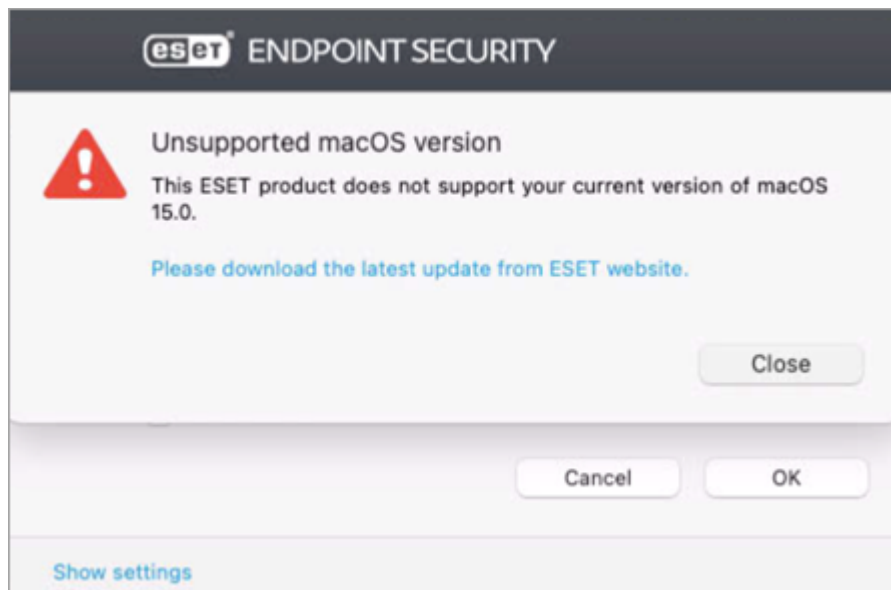 eseT ENDPOINT SECURITY
Unsupported macOS version
This ESET product does not support your current version of macOS
15.0.
Please download the latest update from ESET website.
Close
Cancel OK
Show settings